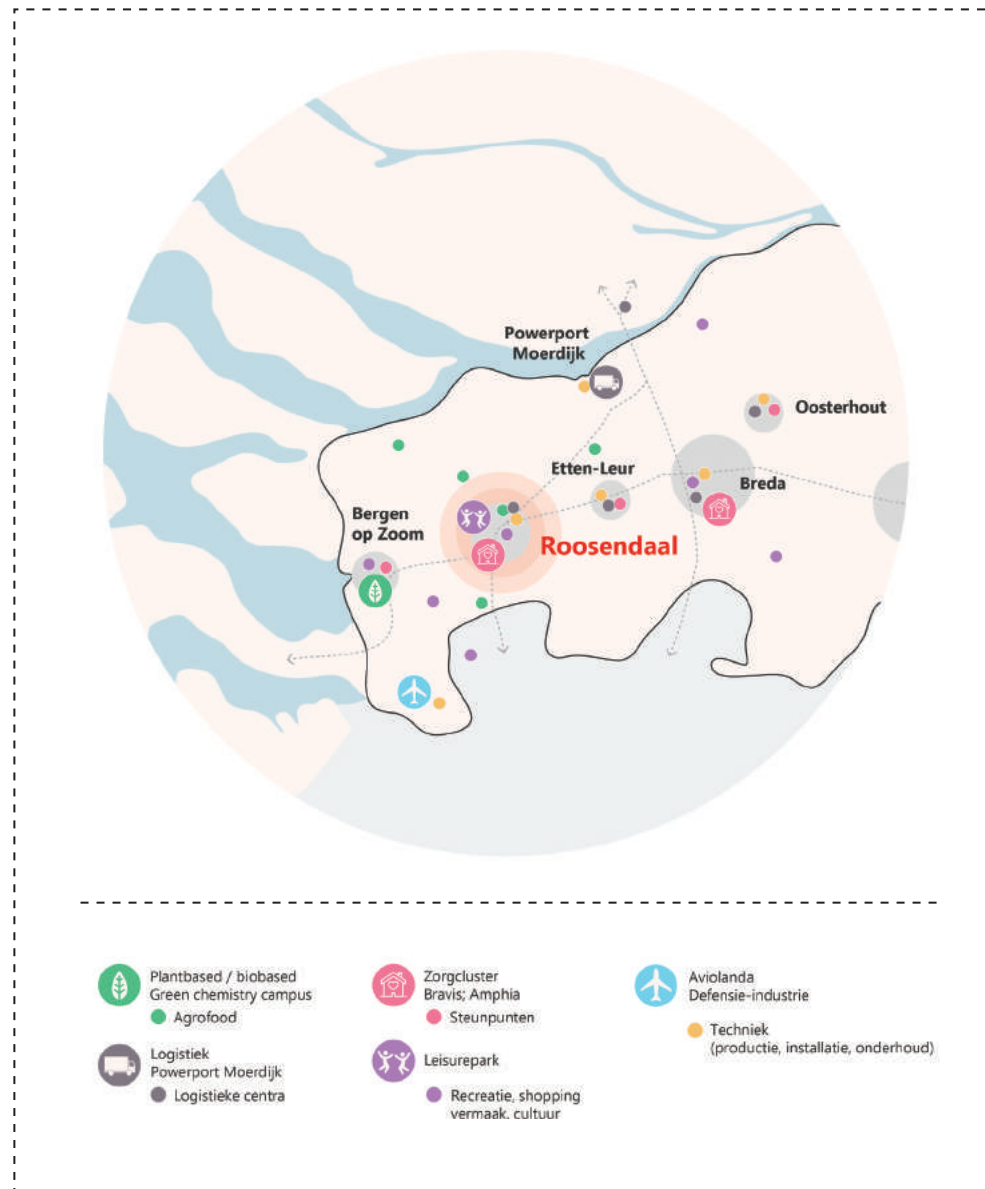 Powerport
Moerdijk
Oosterhout
Etten-Leur
Breda
Bergen
op Zoom
Roosendaal
Plantbased / biobased
Green chemistry campus
Agrofood
Logistiek
Powerport Moerdijk
Logistieke centra
Zorgcluster
Bravis; Amphia
Steunpunten
Leisurepark
Recreatie, shopping
vermaak, cultuur
Aviolanda
Defensie-industrie
Techniek
(productie, installatie, onderhoud)